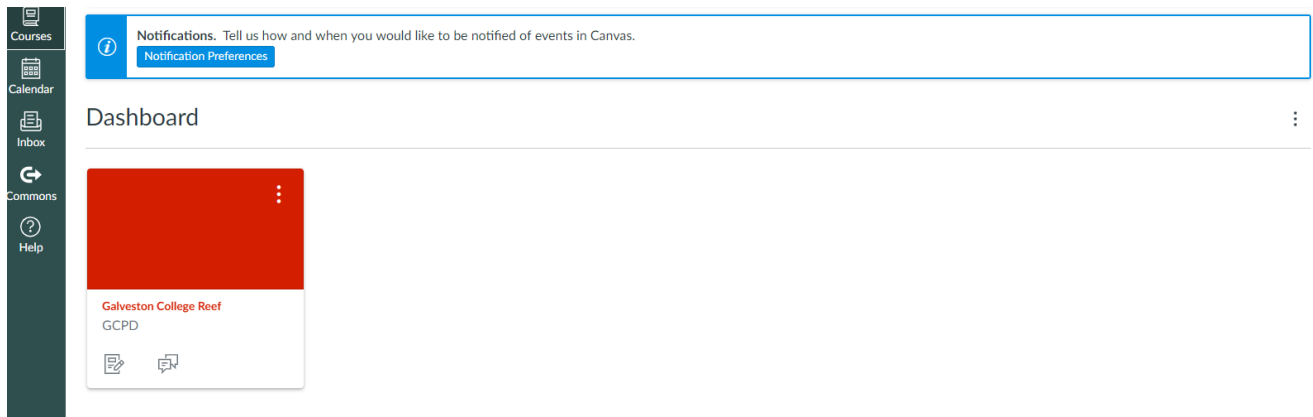 Courses
Calendar
Inbox
Commons
Help
Notifications. Tell us how and when you would like to be notified of events in Canvas.
Notification Preferences
Dashboard
Galveston College Reef
GCPD